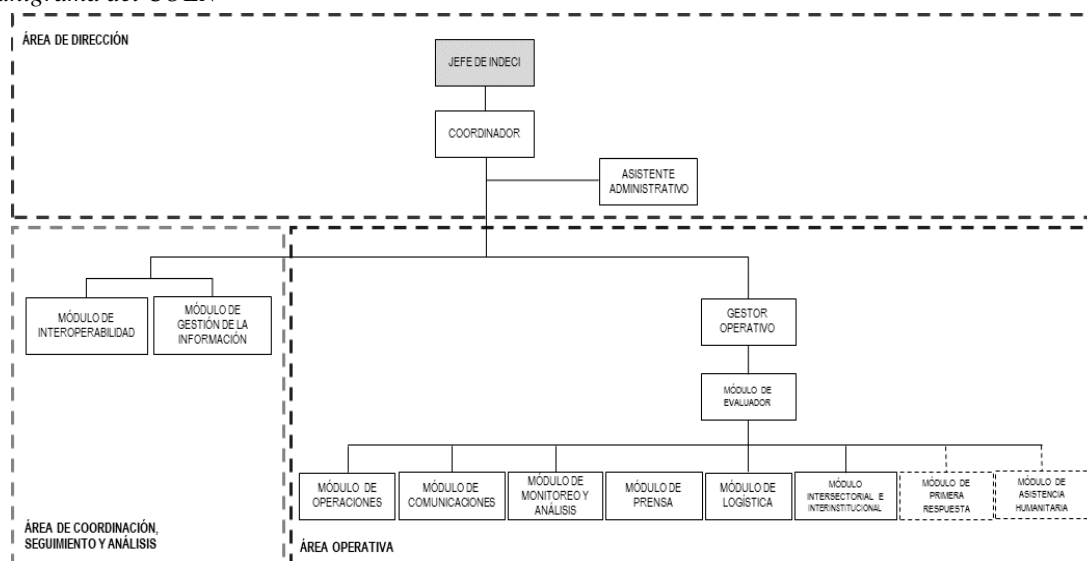 ÁREA DE DIRECCIÓN
JEFE DE INDECI
COORDINADOR
ASISTENTE
ADMINISTRATIVO
MÓDULO DE
INTEROPERABILIDAD
MÓDULO DE
GESTIÓN DE LA
INFORMACIÓN
GESTOR
OPERATIVO
MÓDULO DE
EVALUADOR
MÓDULO DE
OPERACIONES
MÓDULO DE
COMUNICACIONES
MÓDULO DE
MONITOREO Y
ANÁLISIS
MÓDULO DE
PRENSA
MÓDULO DE
LOGÍSTICA
MÓDULO
INTERSECTORIAL E
INTERINSTITUCIONAL
MÓDULO DE
PRIMERA
RESPUESTA
MÓDULO DE
ASISTENCIA
HUMANITARIA
ÁREA DE COORDINACIÓN,
SEGUIMIENTO Y ANÁLISIS
ÁREA OPERATIVA